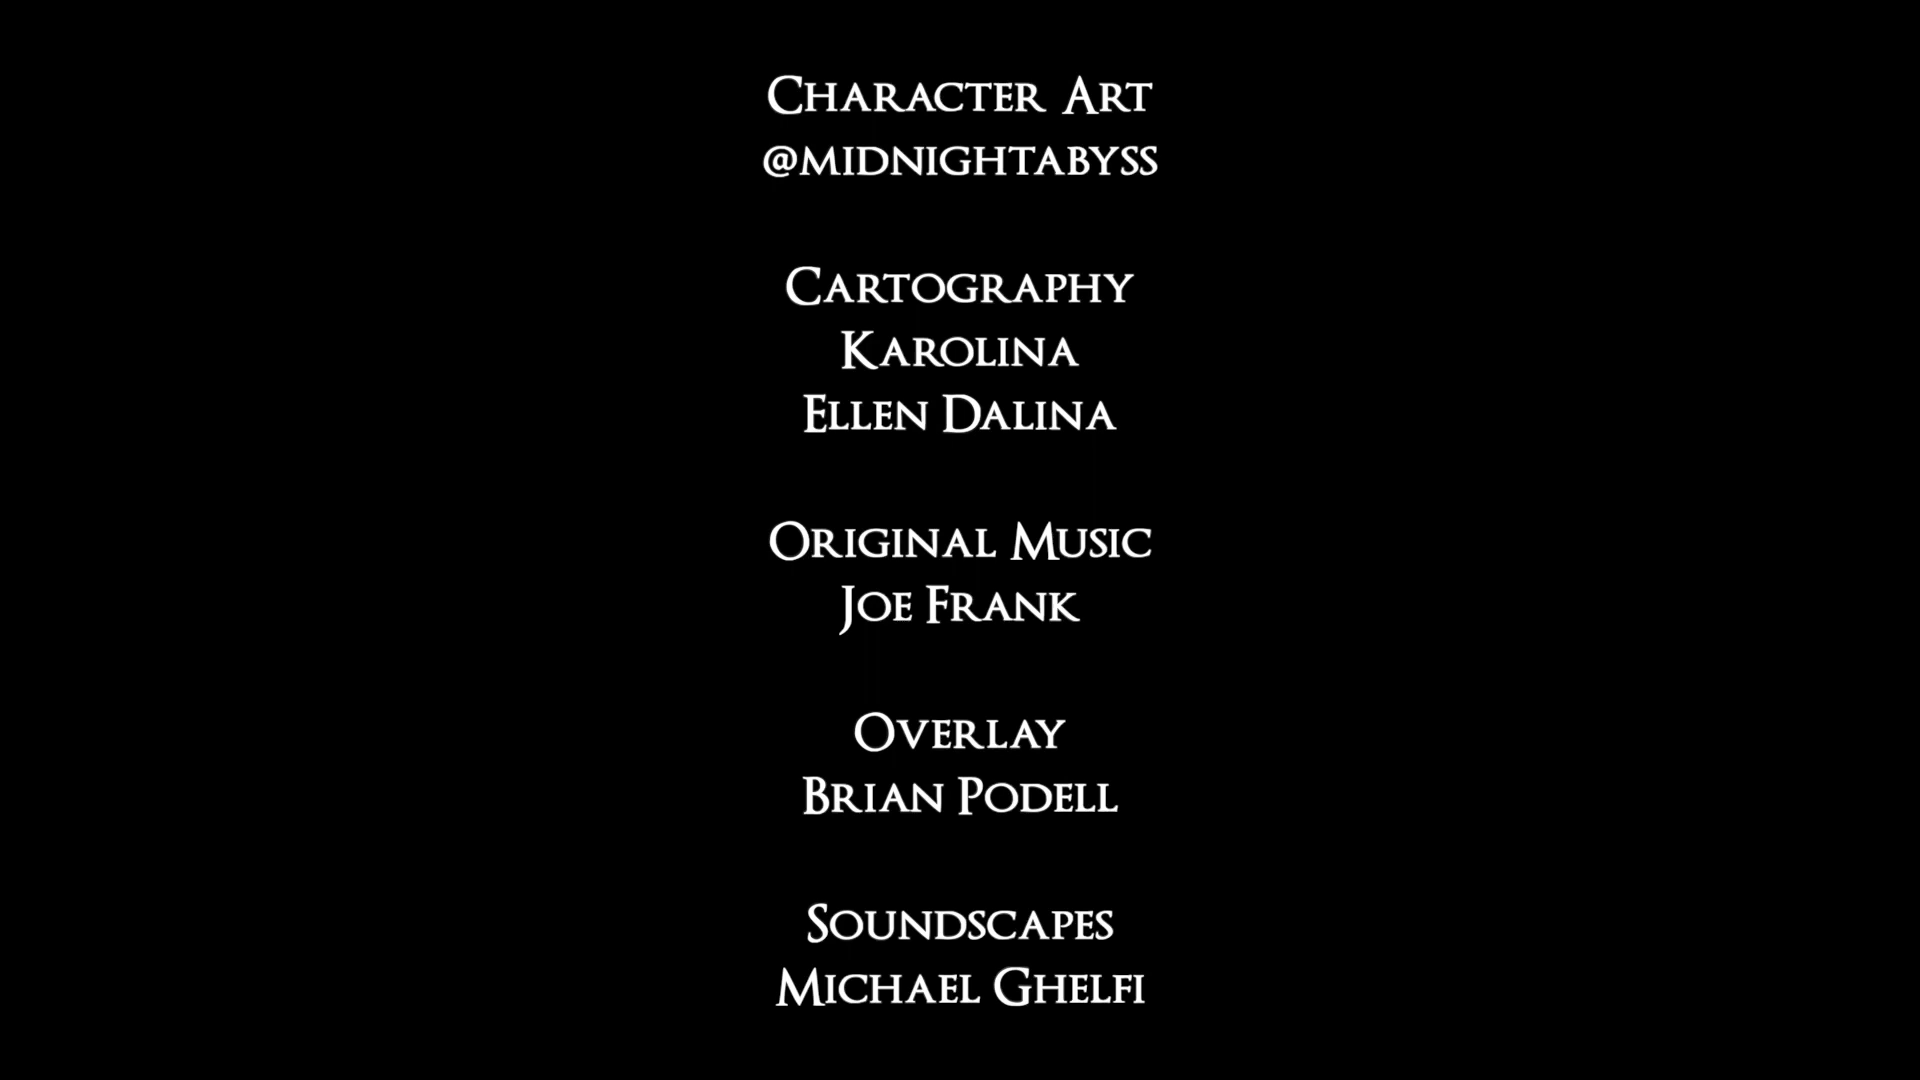 Character Art
@midnightabyss
Cartography
Karolina
Ellen Dalina
Original Music
Joe Frank
Overlay
Brian Podell
Soundscapes
Michael Ghelfi